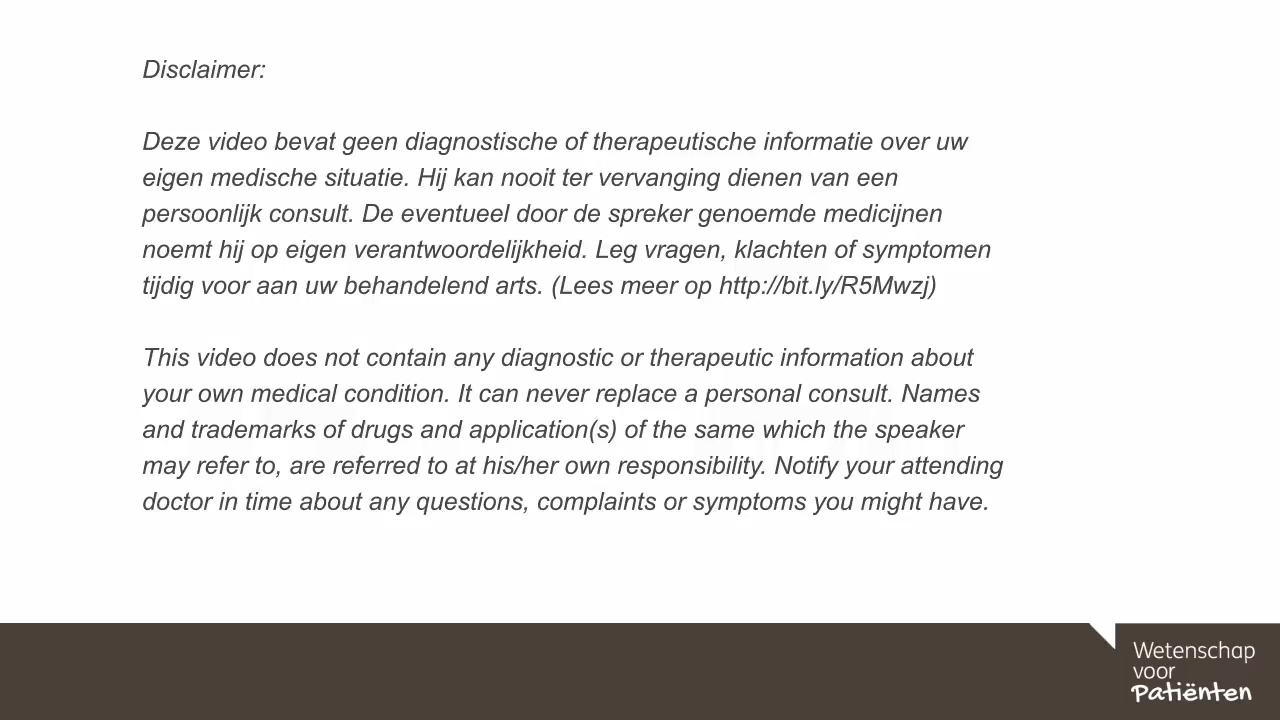 Disclaimer:
Deze video bevat geen diagnostische of therapeutische informatie over uw
eigen medische situatie. Hij kan nooit ter vervanging dienen van een
persoonlijk consult. De eventueel door de spreker genoemde medicijnen
noemt hij op eigen verantwoordelijkheid. Leg vragen, klachten of symptomen
tijdig voor aan uw behandelend arts. (Lees meer op http://bit.ly/R5Mwzj)
This video does not contain any diagnostic or therapeutic information about
your own medical condition. It can never replace a personal consult. Names
and trademarks of drugs and application(s) of the same which the speaker
may refer to, are referred to at his/her own responsibility. Notify your attending
doctor in time about any questions, complaints or symptoms you might have.
Wetenschap
voor
Patiënten